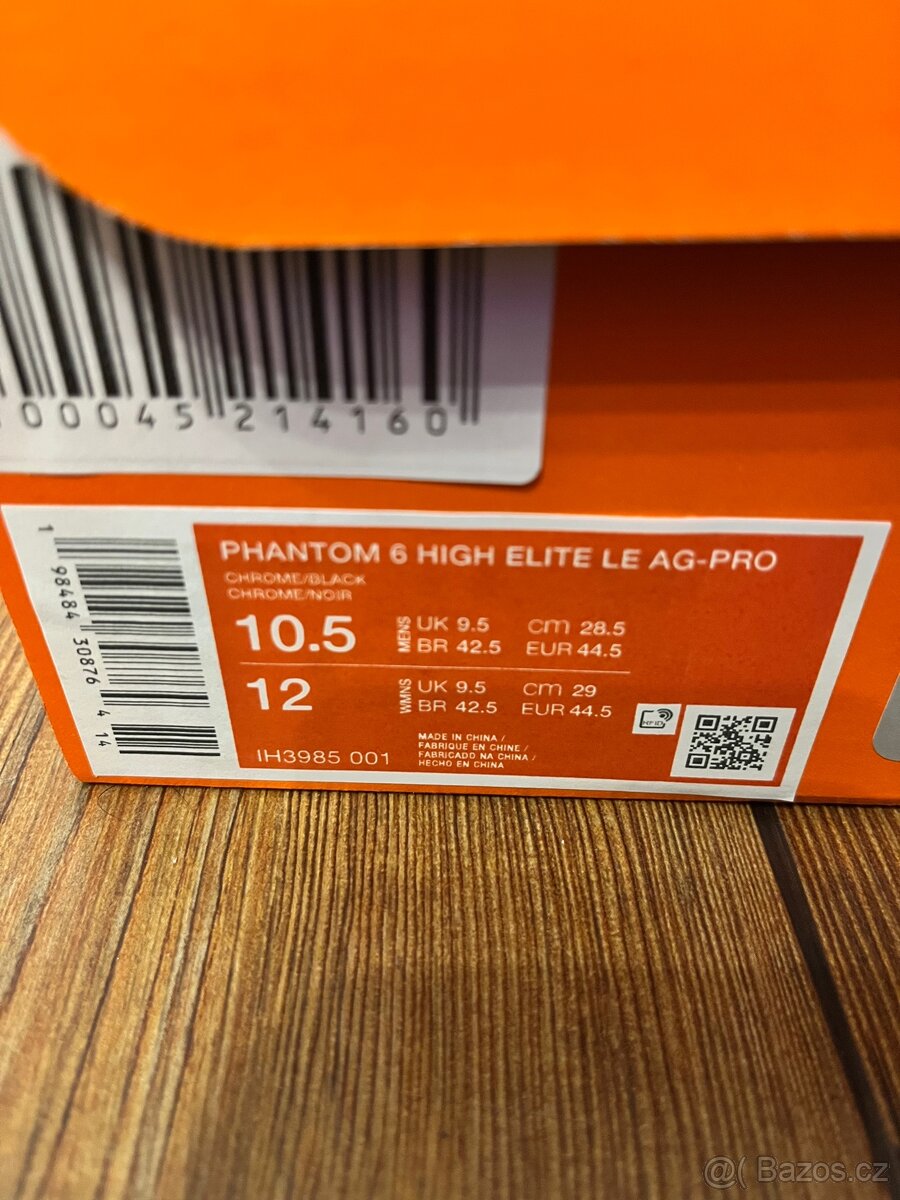 00045 214160
PHANTOM 6 HIGH ELITE LE AG-PRO
CHROME/BLACK
CHROME/NOIR
10.5 MENS UK 9.5 cm 28.5
BR 42.5 EUR 44.5
12 WMNS UK 9.5 cm 29
BR 42.5 EUR 44.5
RFID
IH3985 001
MADE IN CHINA /
FABRIQUE EN CHINE /
FABRICADO NA CHINA /
HECHO EN CHINA
1 98484 30876 4 14
@( Bazos.cz